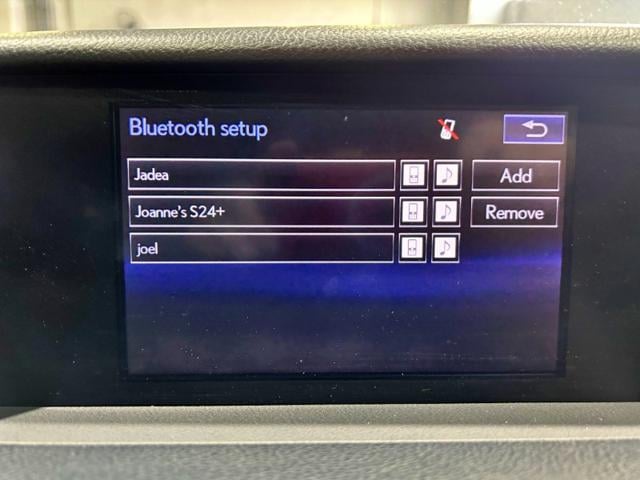 Bluetooth setup
Jadea
Add
Joanne's S24+
Remove
joel